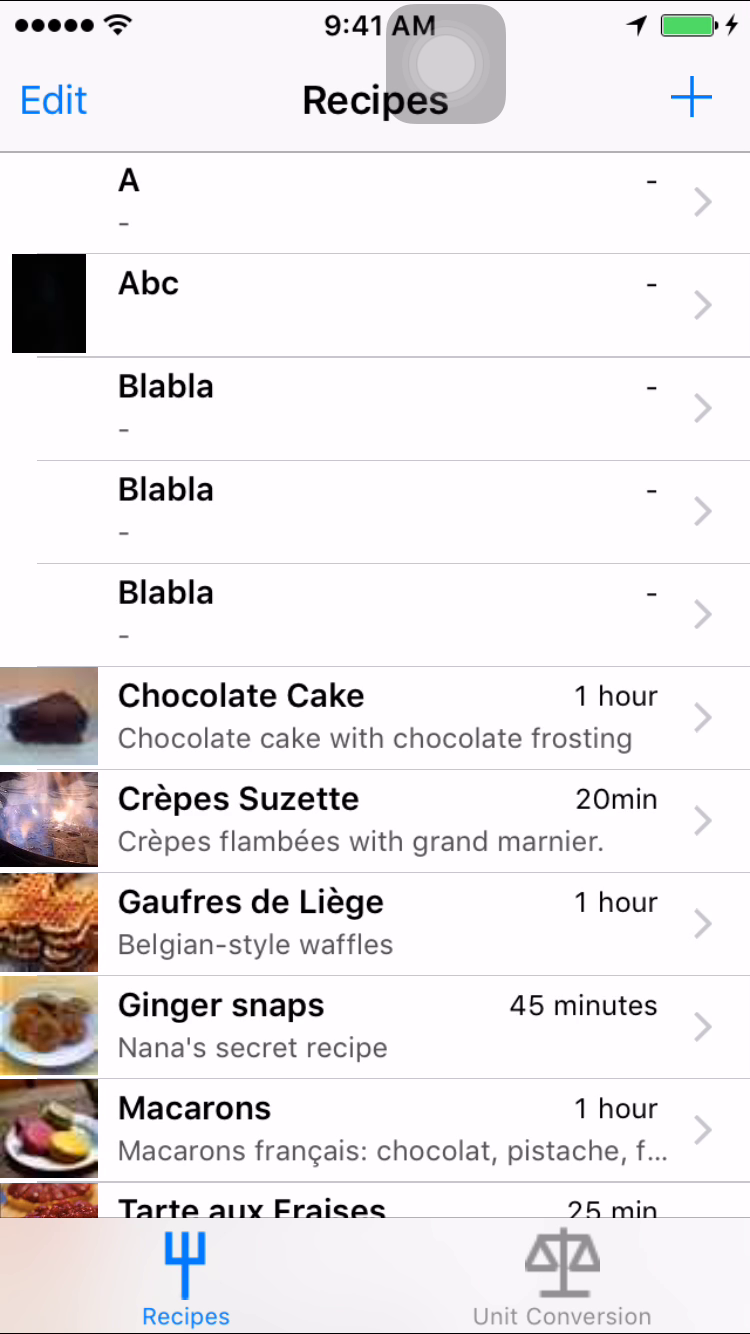 9:41 AM
Edit Recipes +
A -
-
Abc -
Blabla -
-
Blabla -
-
Blabla -
-
Chocolate Cake 1 hour
Chocolate cake with chocolate frosting
Crèpes Suzette 20min
Crèpes flambées with grand marnier.
Gaufres de Liège 1 hour
Belgian-style waffles
Ginger snaps 45 minutes
Nana's secret recipe
Macarons 1 hour
Macarons français: chocolat, pistache, f...
Tarte aux Fraises 25 min
Recipes Unit Conversion